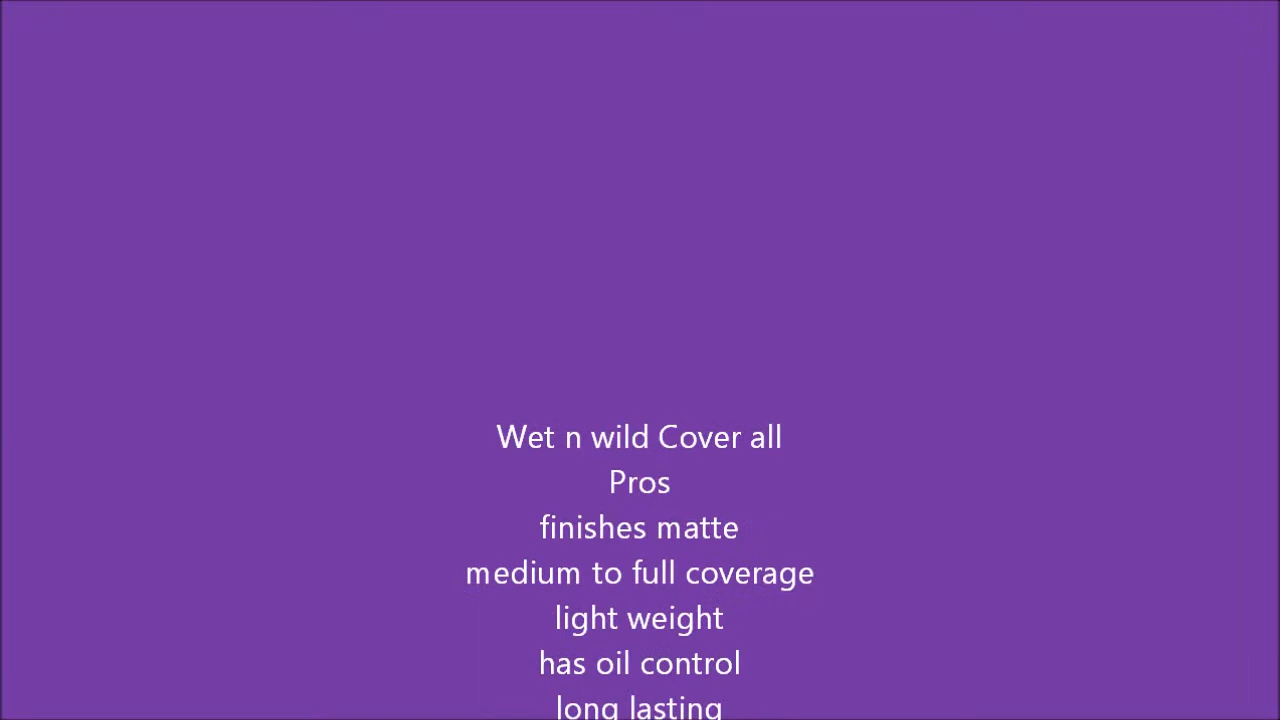 Wet n wild Cover all
Pros
finishes matte
medium to full coverage
light weight
has oil control
long lasting